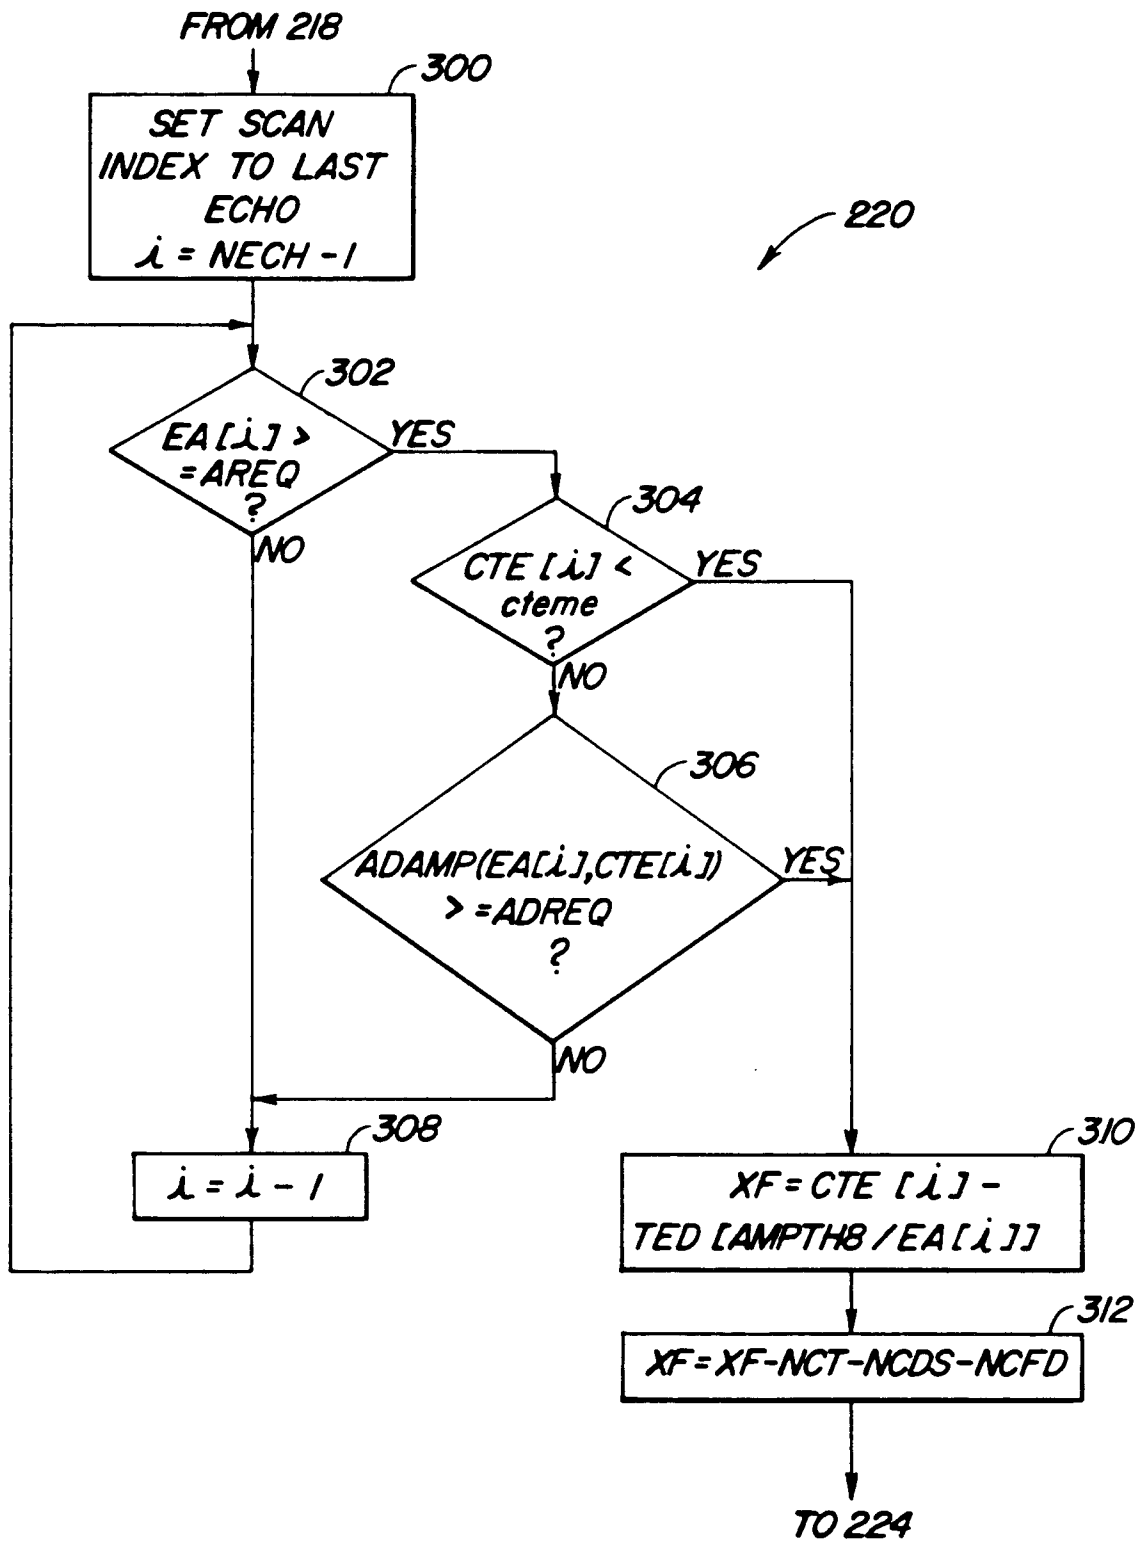 FROM 218
300
SET SCAN
INDEX TO LAST
ECHO
i = NECH - 1
220
302
EA [i] >
= AREQ
?
YES
NO
304
CTE [i] <
cteme
?
YES
NO
306
ADAMP(EA[i],CTE[i])
> = ADREQ
?
YES
NO
308
i = i - 1
310
XF = CTE [i] -
TED [AMPTH8 / EA [i]]
312
XF = XF-NCT-NCDS-NCFD
TO 224